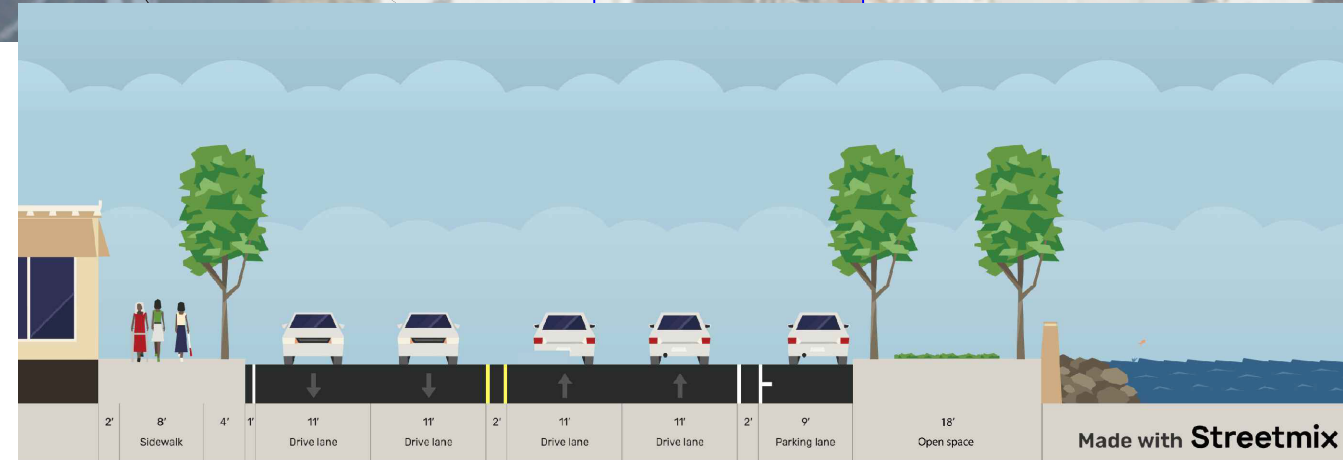 2' 8' 4' 1' 11' 11' 2' 11' 11' 2' 9' 18'
Sidewalk Drive lane Drive lane Drive lane Drive lane Parking lane Open space
Made with Streetmix